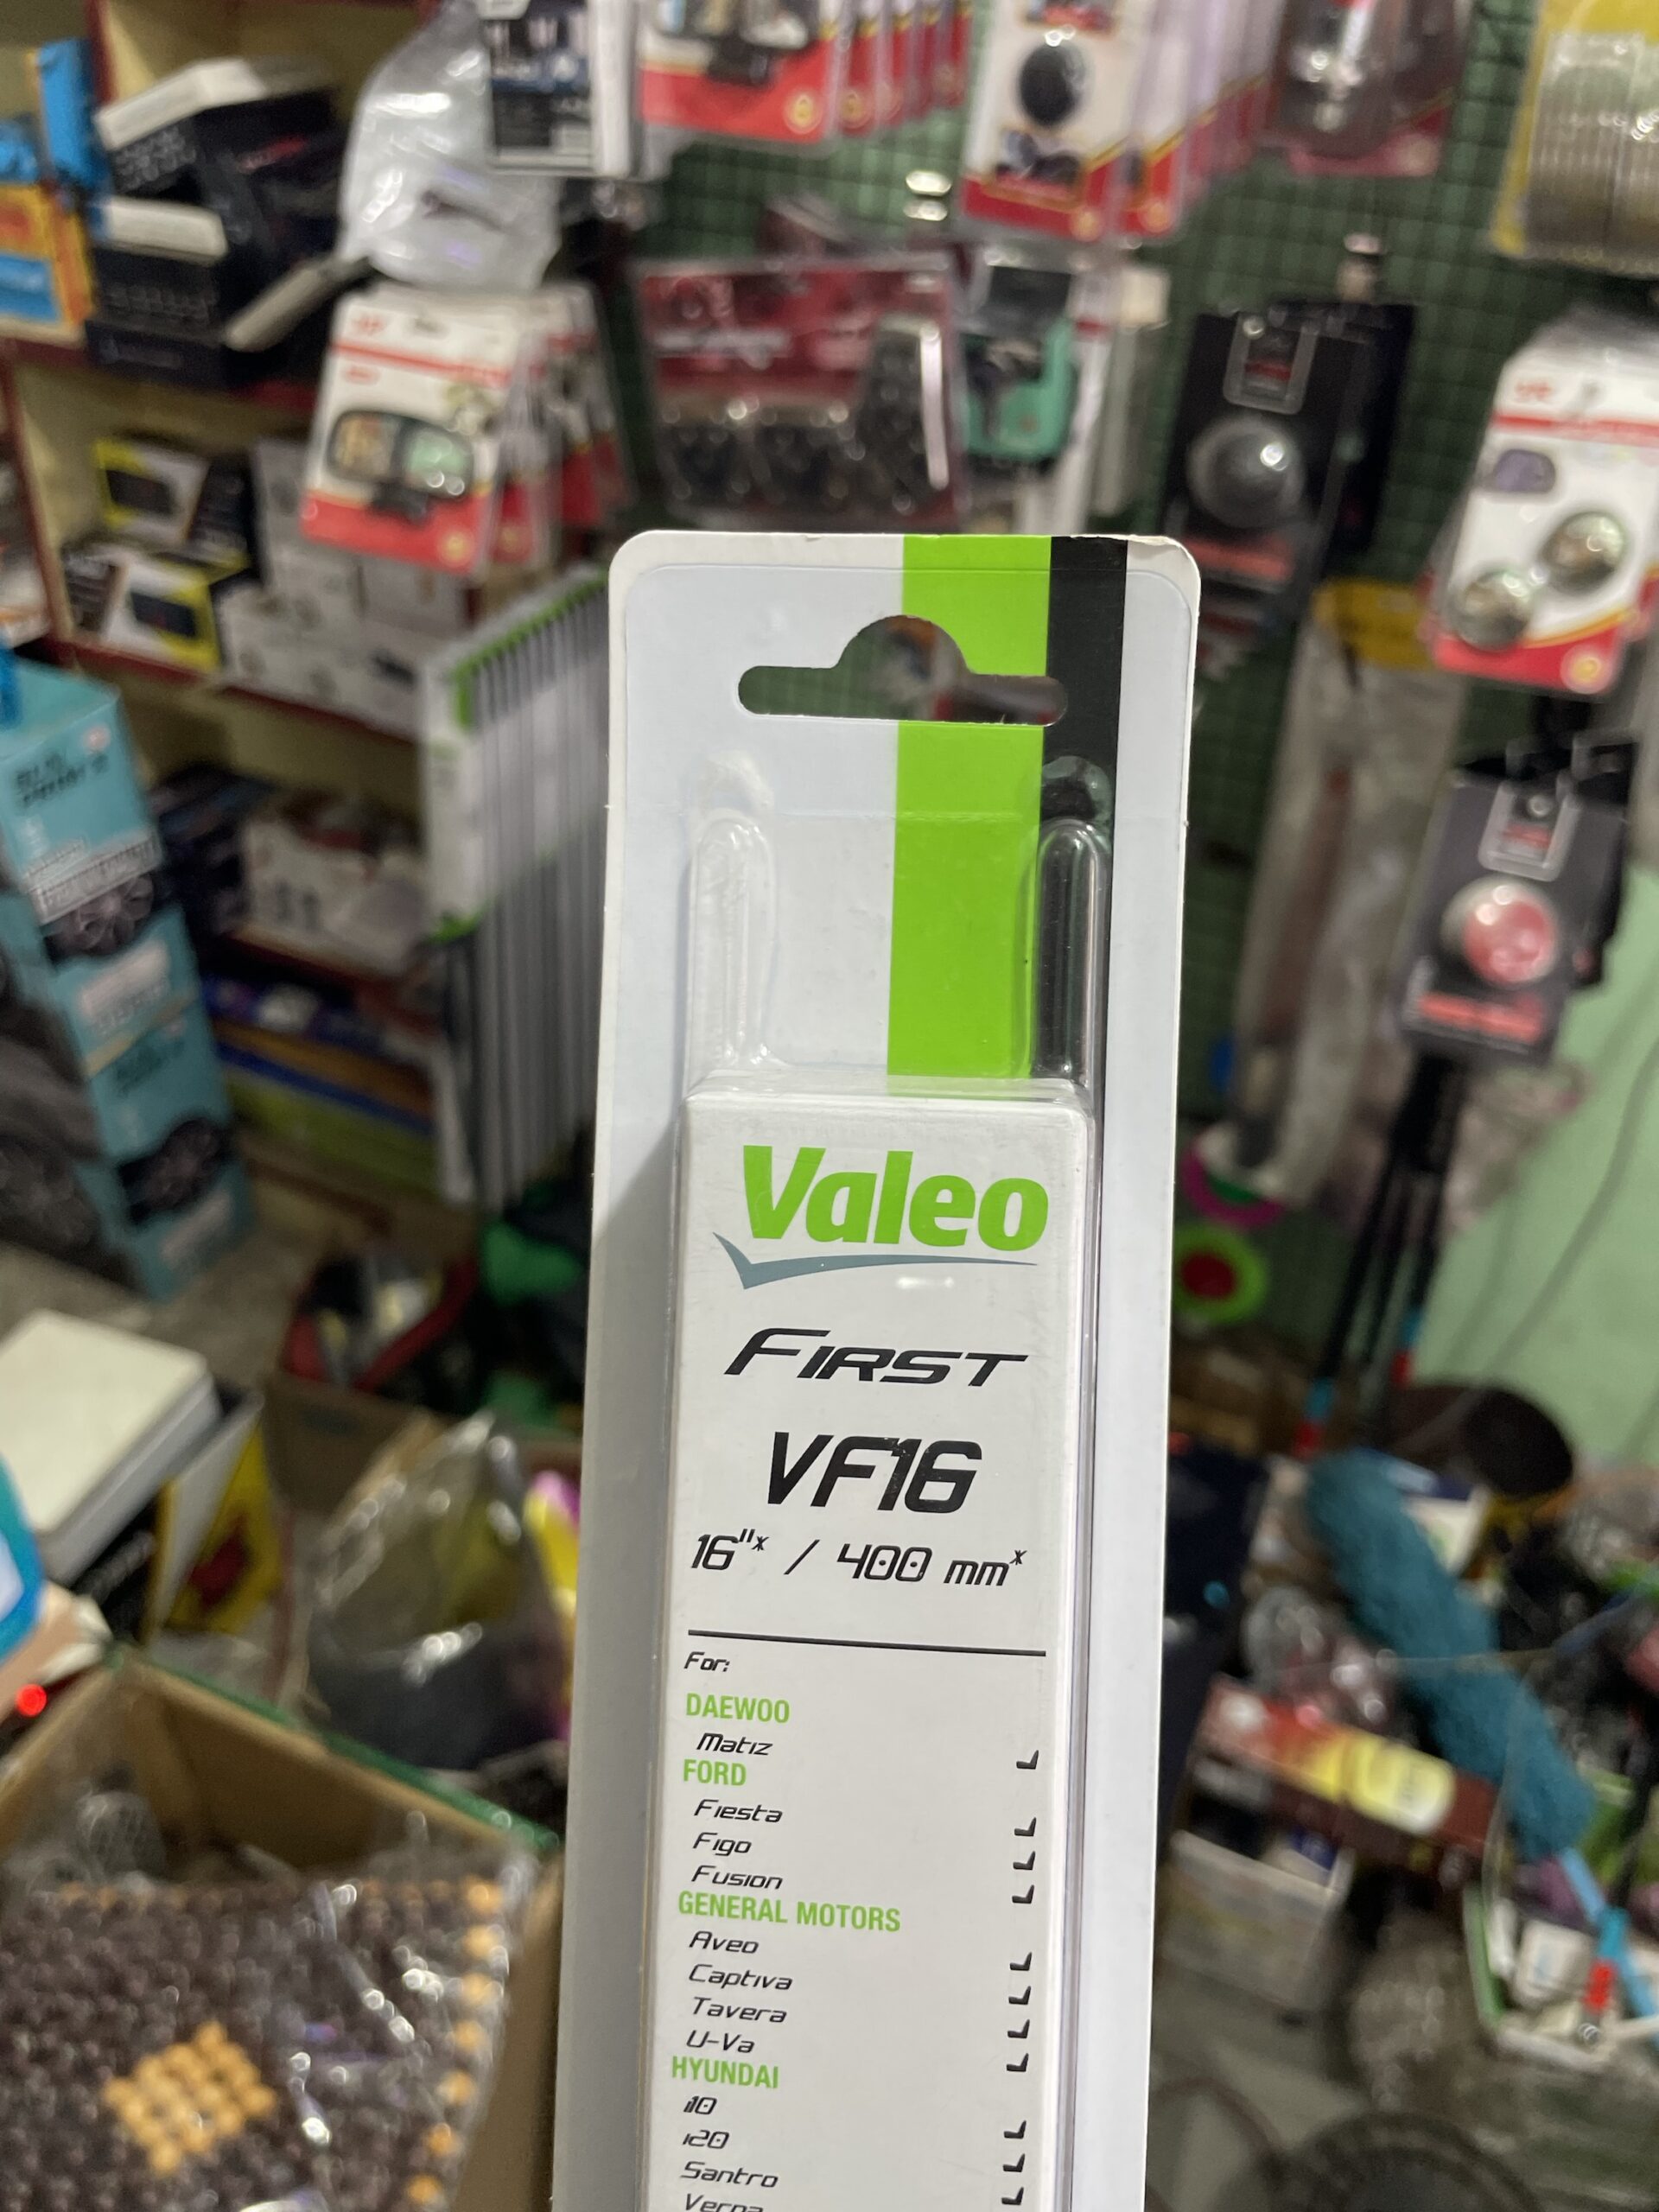 Valeo
First
VF16
16"* / 400 mm*
For:
DAEWOO
Matiz
FORD
Fiesta
Figo
Fusion
GENERAL MOTORS
Aveo
Captiva
Tavera
U-Va
HYUNDAI
i10
i20
Santro
Verna